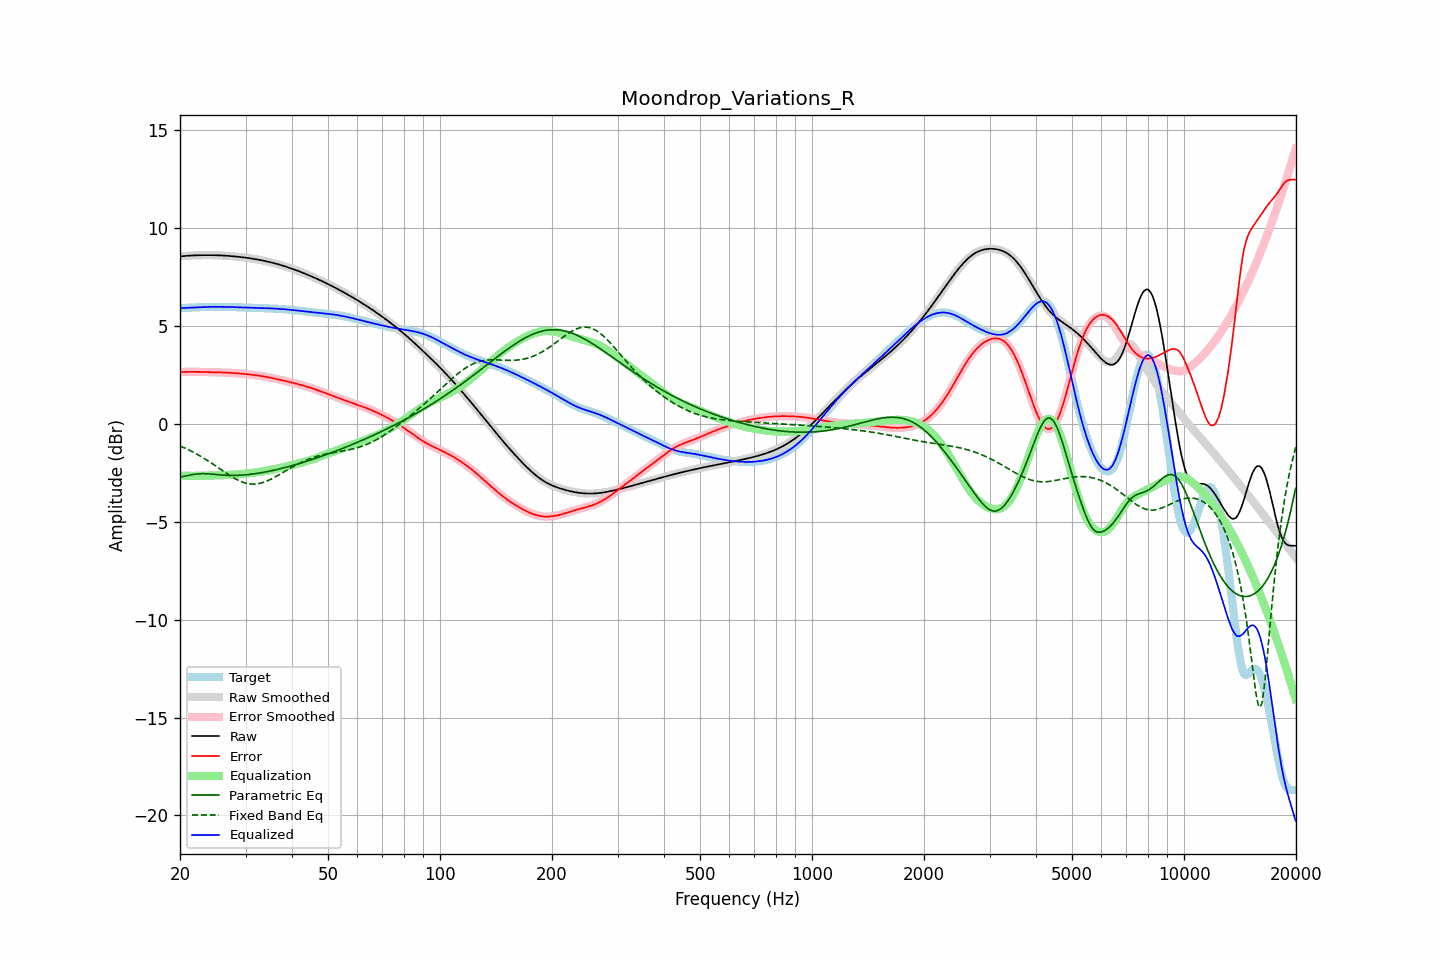 Moondrop_Variations_R
15
10
5
0
−5
−10
−15
−20
Amplitude (dBr)
Target
Raw Smoothed
Error Smoothed
Raw
Error
Equalization
Parametric Eq
Fixed Band Eq
Equalized
20 50 100 200 500 1000 2000 5000 10000 20000
Frequency (Hz)